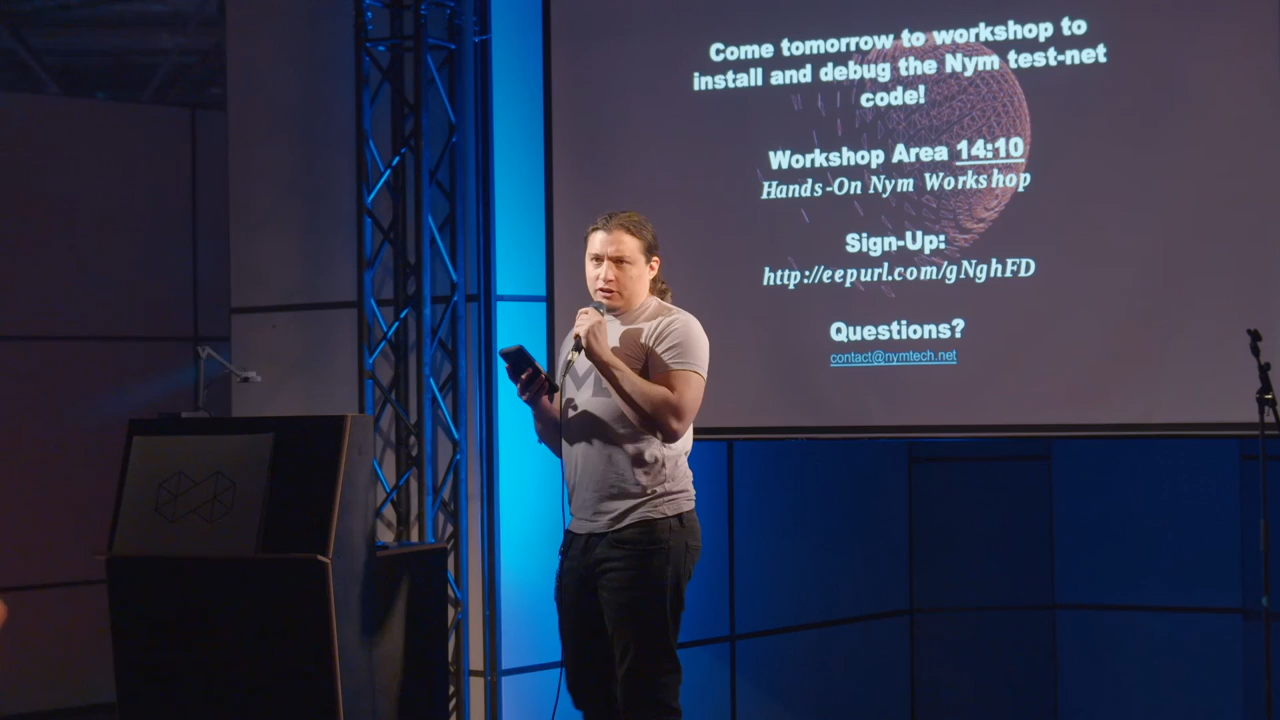 Come tomorrow to workshop to
install and debug the Nym test-net
code!
Workshop Area 14:10
Hands-On Nym Workshop
Sign-Up:
http://eepurl.com/gNghFD
Questions?
contact@nymtech.net